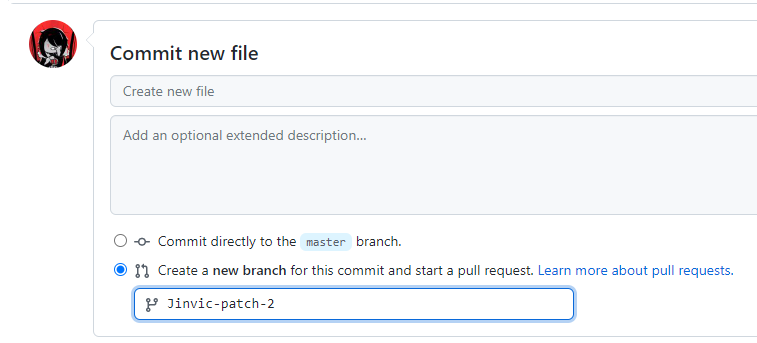 Commit new file
Create new file
Add an optional extended description...
Commit directly to the master branch.
Create a new branch for this commit and start a pull request. Learn more about pull requests.
Jinvic-patch-2